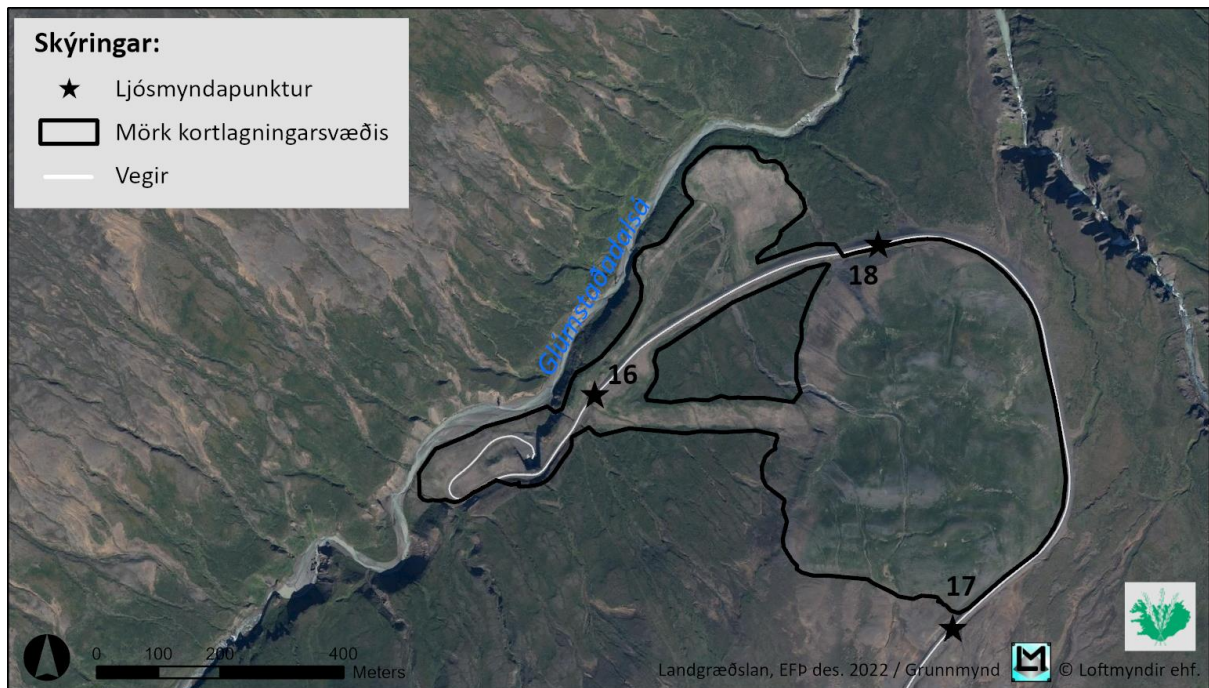 Skýringar:
Ljósmyndapunktur
Mörk kortlagningarsvæðis
Vegir
Glúmstaðadalsá
18
16
17
0 100 200 400
Meters
Landgræðslan, EFÞ des. 2022 / Grunnmynd © Loftmyndir ehf.